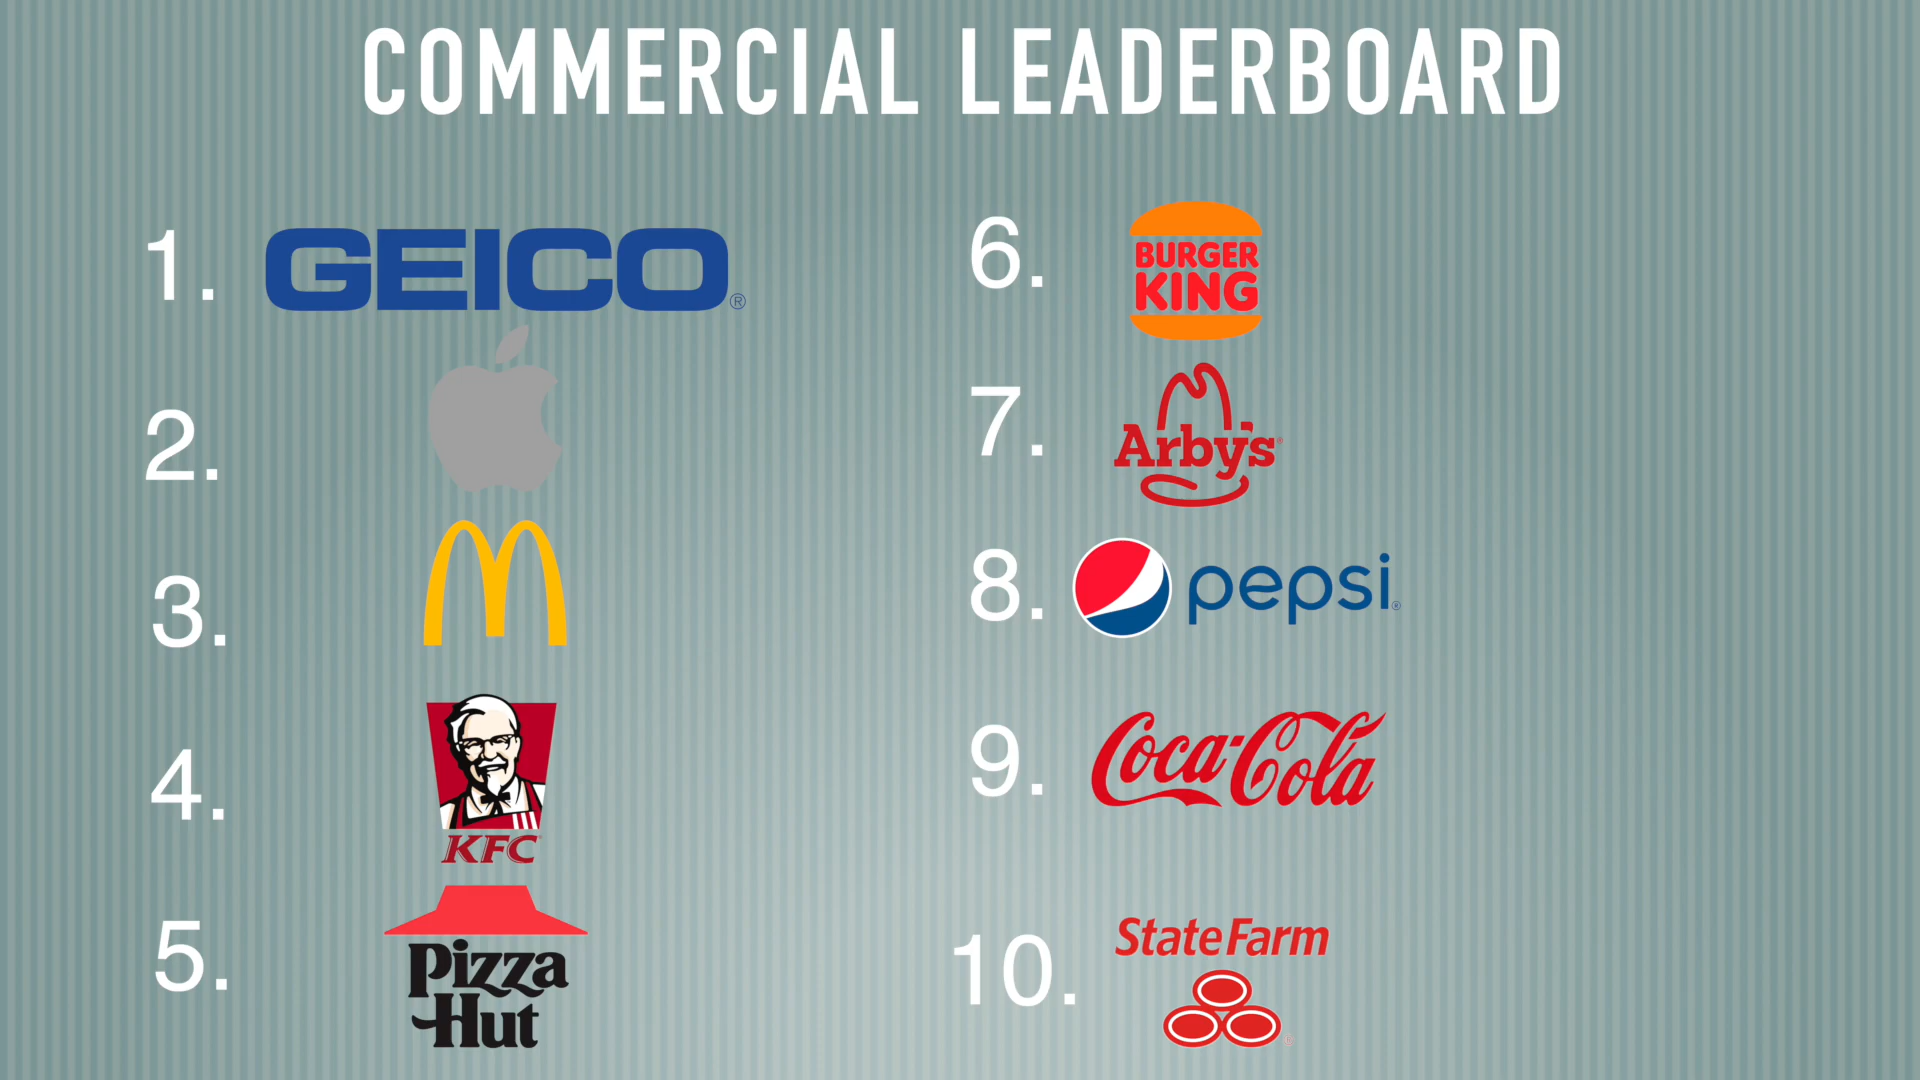 COMMERCIAL LEADERBOARD
1. GEICO®
2.
3.
4. KFC
5. Pizza Hut
6. BURGER KING
7. Arby's
8. pepsi®
9. Coca-Cola
10. State Farm